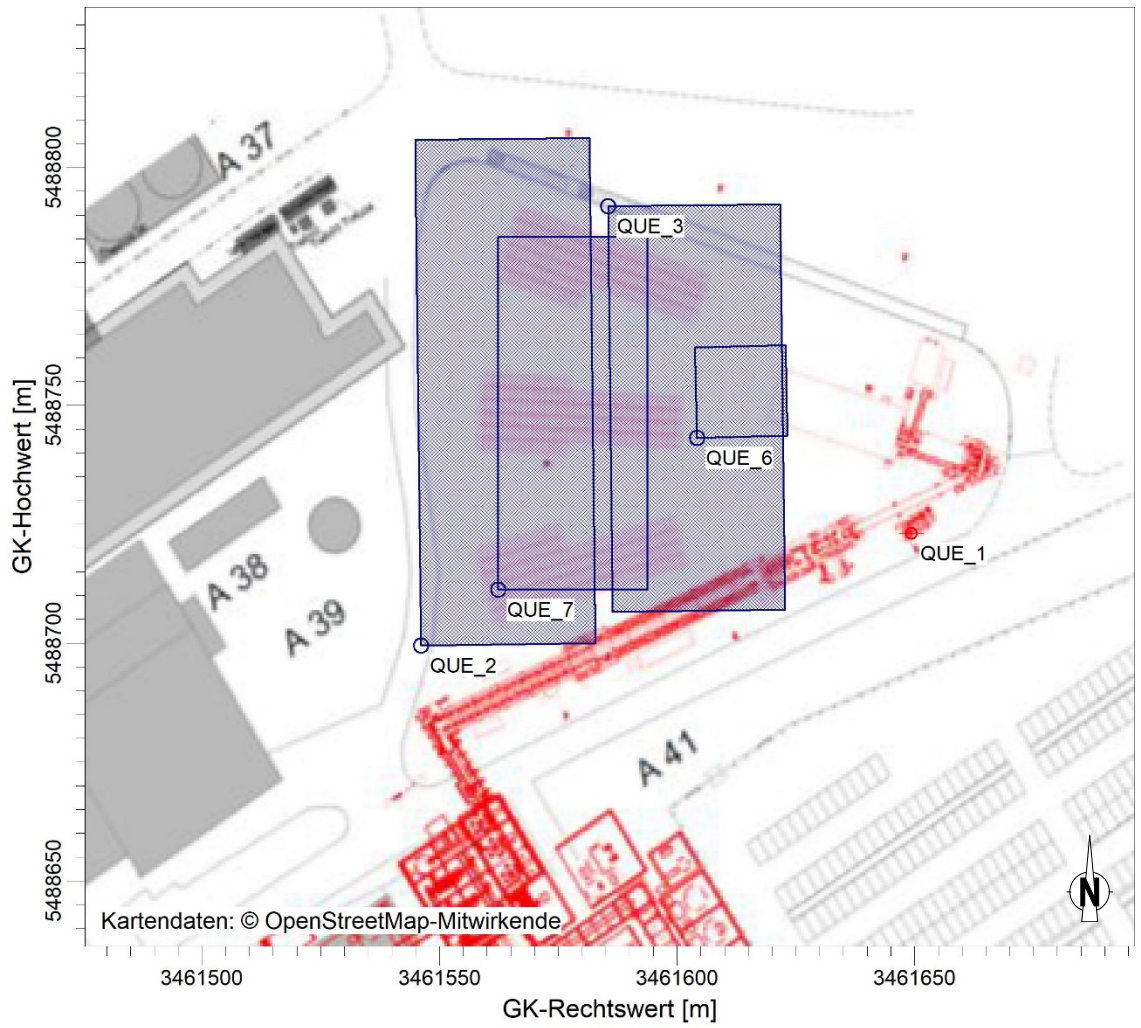 A 37
5488800
QUE_3
GK-Hochwert [m]
5488750
QUE_6
QUE_1
A 38
QUE_7
A 39
5488700
QUE_2
A 41
5488650
N
Kartendaten: © OpenStreetMap-Mitwirkende
3461500 3461550 3461600 3461650
GK-Rechtswert [m]